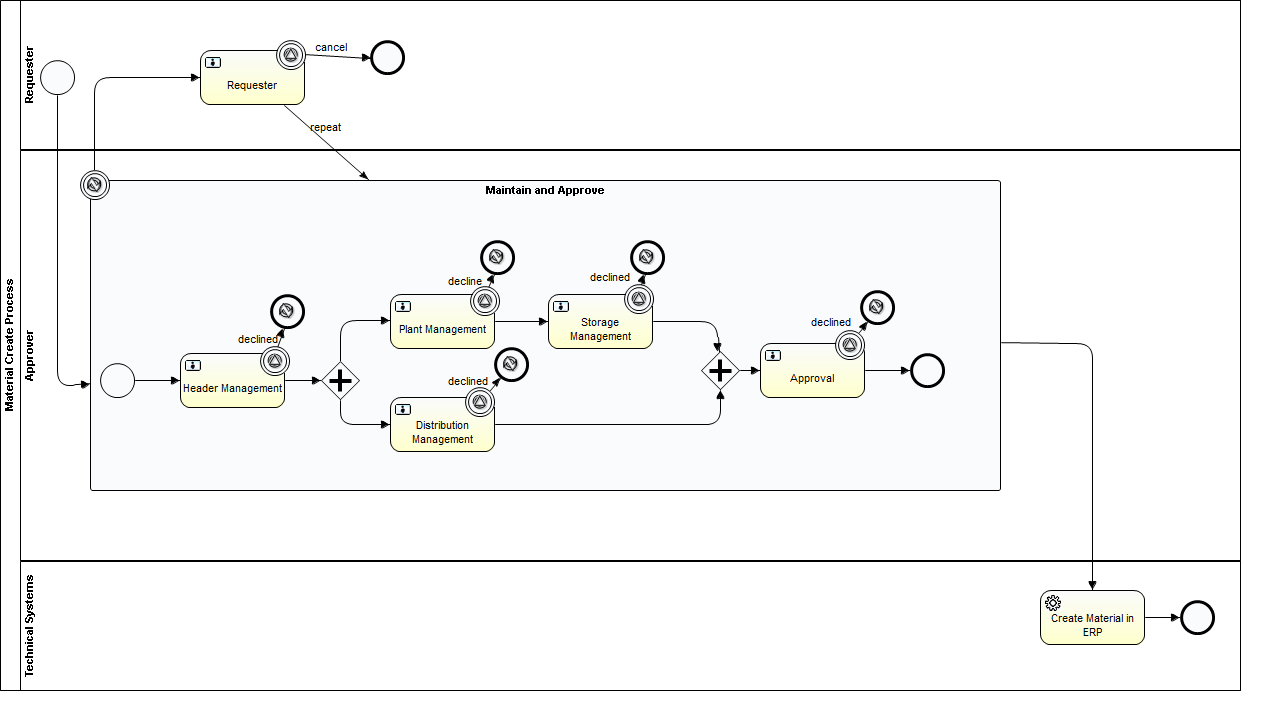 Material Create Process
Requester
Requester
cancel
repeat
Approver
Maintain and Approve
Header Management
declined
Plant Management
decline
Storage
Management
declined
Distribution
Management
declined
Approval
declined
Technical Systems
Create Material in
ERP